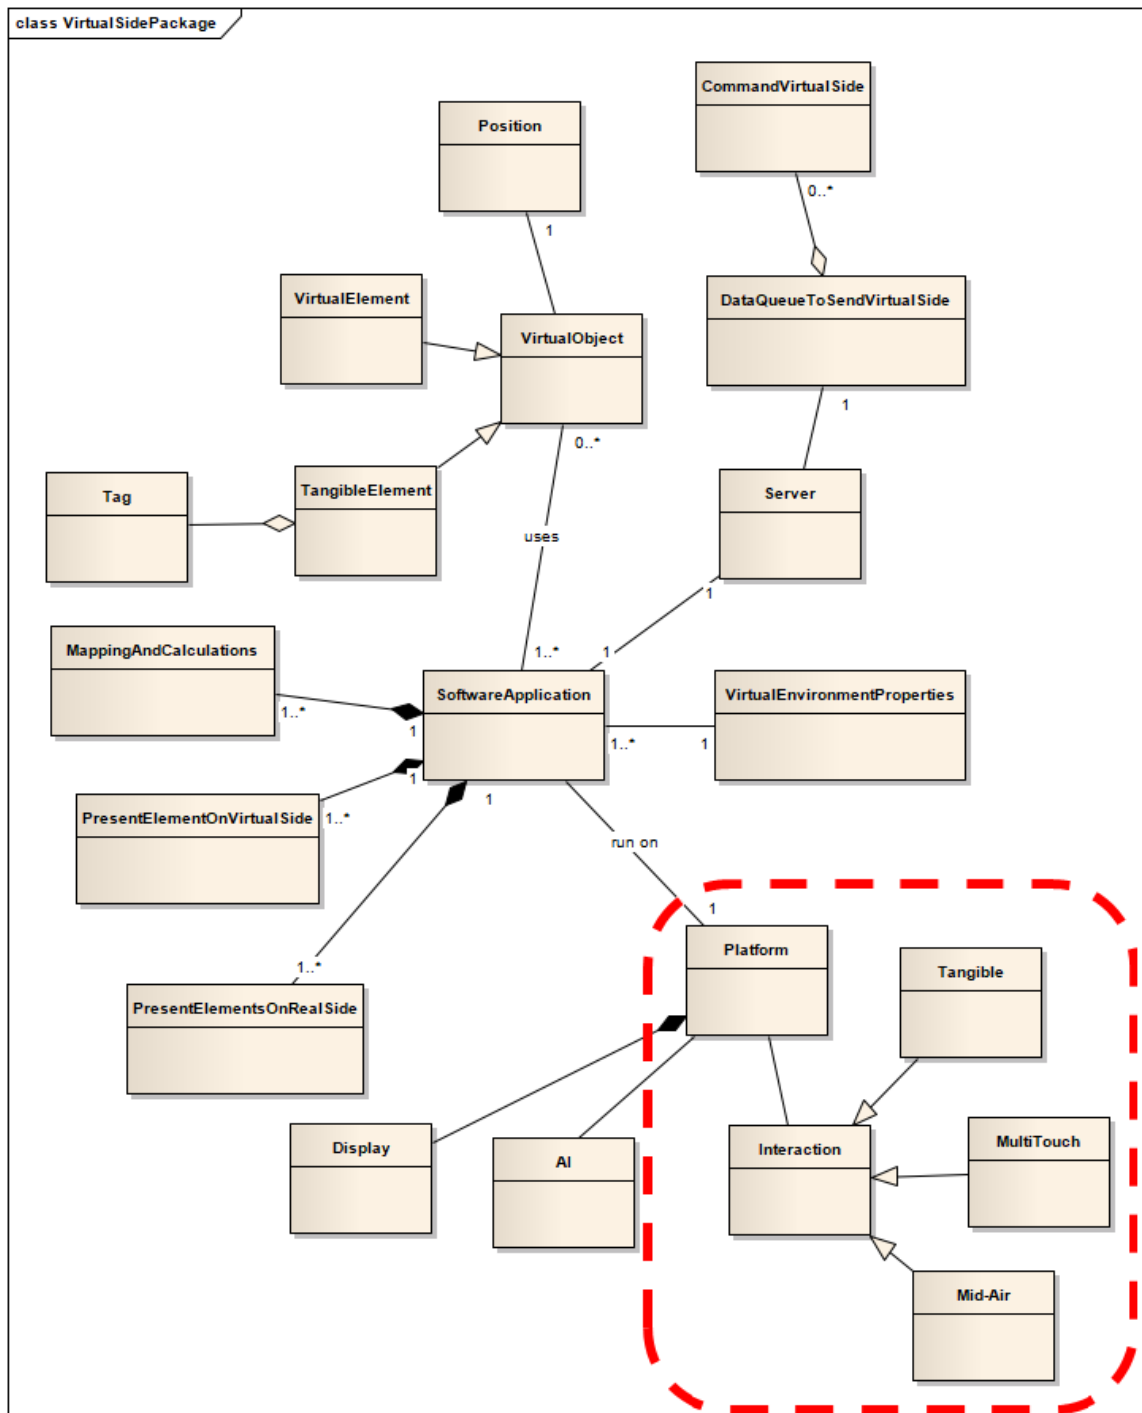 class VirtualSidePackage
CommandVirtualSide
Position
0..*
1
VirtualElement
DataQueueToSendVirtualSide
VirtualObject
1
0..*
Tag
TangibleElement
Server
uses
1
MappingAndCalculations
1..*
1
SoftwareApplication
VirtualEnvironmentProperties
1..*
1
1..*
1
1
1
PresentElementOnVirtualSide
1..*
run on
1
Platform
Tangible
1..*
PresentElementsOnRealSide
Display
AI
Interaction
MultiTouch
Mid-Air